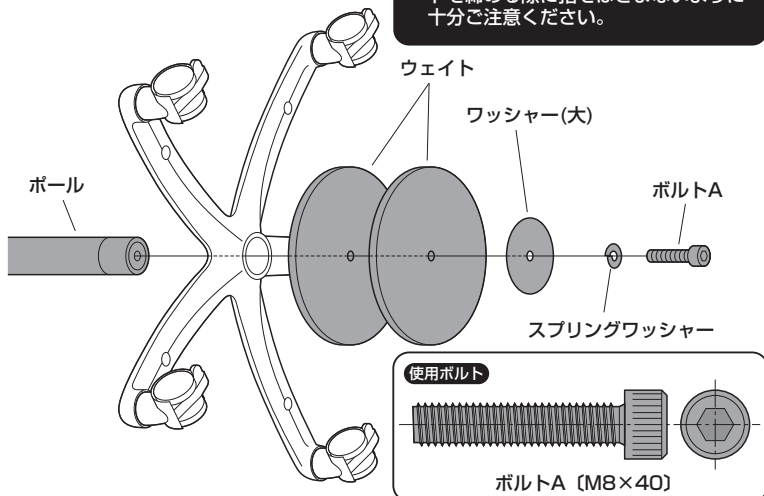 十分ご注意ください。
ウェイト
ワッシャー(大)
ポール
ボルトA
スプリングワッシャー
使用ボルト
ボルトA〔M8×40〕